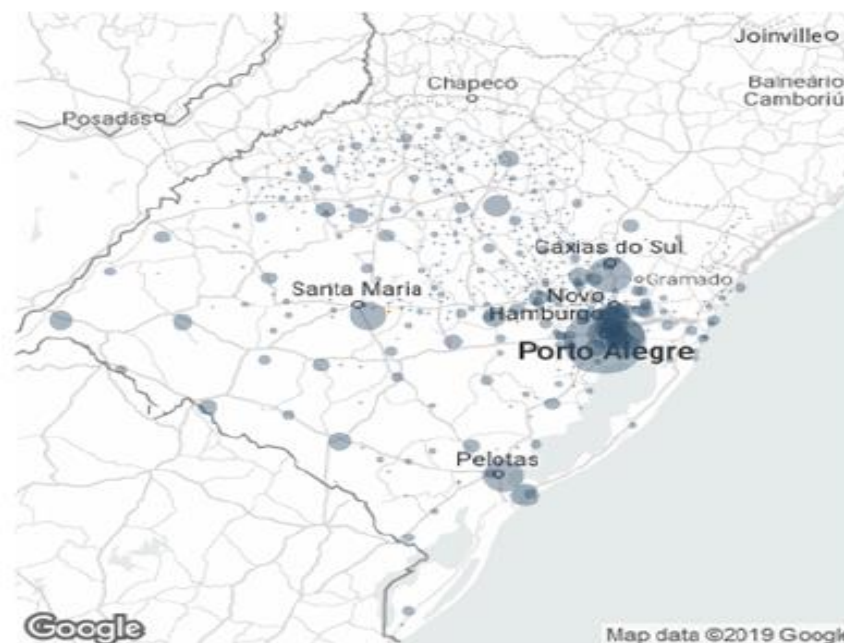 Joinville
Chapecó
Balneário
Camboriú
Posadas
Caxias do Sul
Gramado
Santa Maria
Novo
Hamburgo
Porto Alegre
Pelotas
Google
Map data ©2019 Google